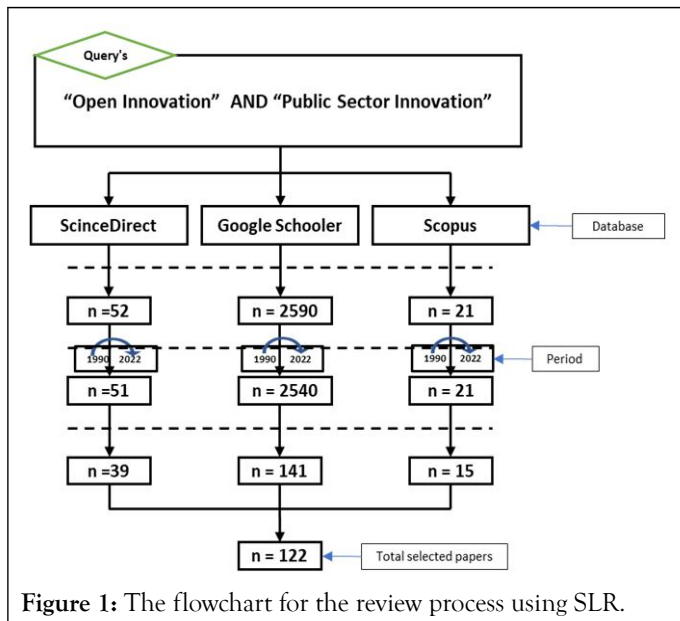 Query's
“Open Innovation” AND “Public Sector Innovation”
ScinceDirect
Google Schooler
Scopus
Database
n =52
n = 2590
n = 21
1990 2022
1990 2022
1990 2022
Period
n =51
n = 2540
n = 21
n =39
n = 141
n = 15
n = 122
Total selected papers
Figure 1: The flowchart for the review process using SLR.